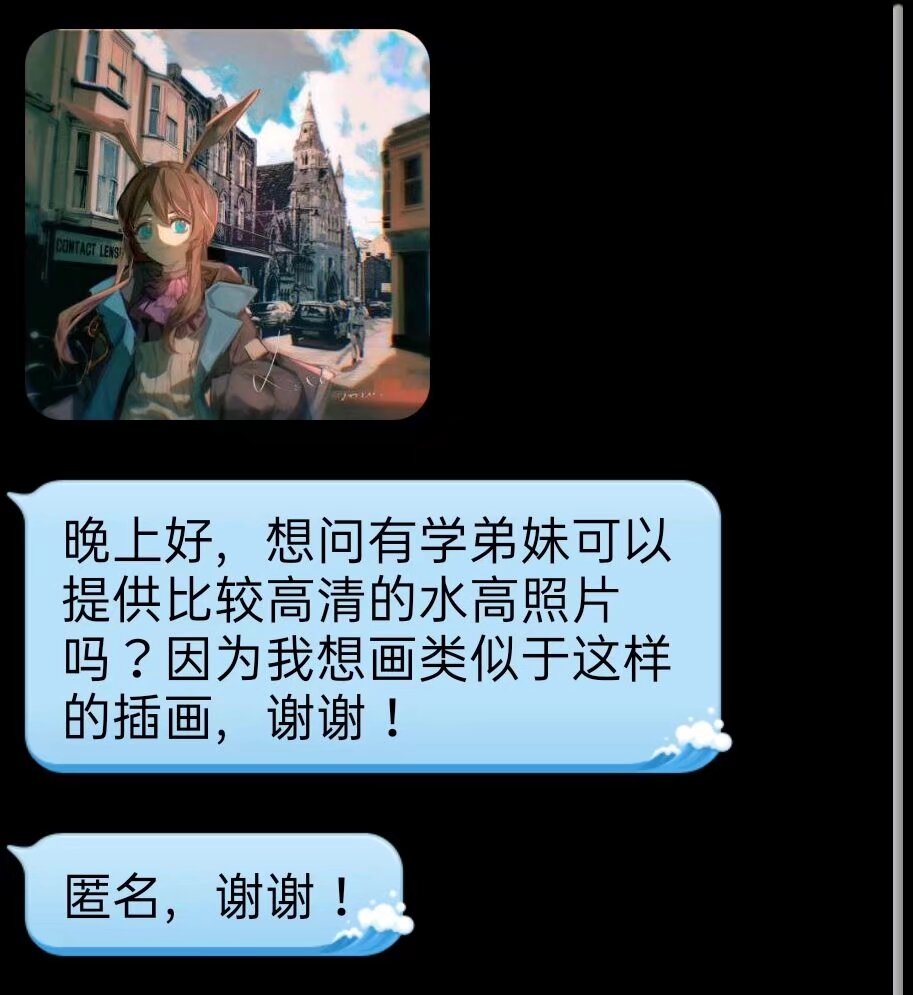 CONTACT LENS
晚上好，想问有学弟妹可以
提供比较高清的水高照片
吗？因为我想画类似于这样
的插画，谢谢！
匿名，谢谢！